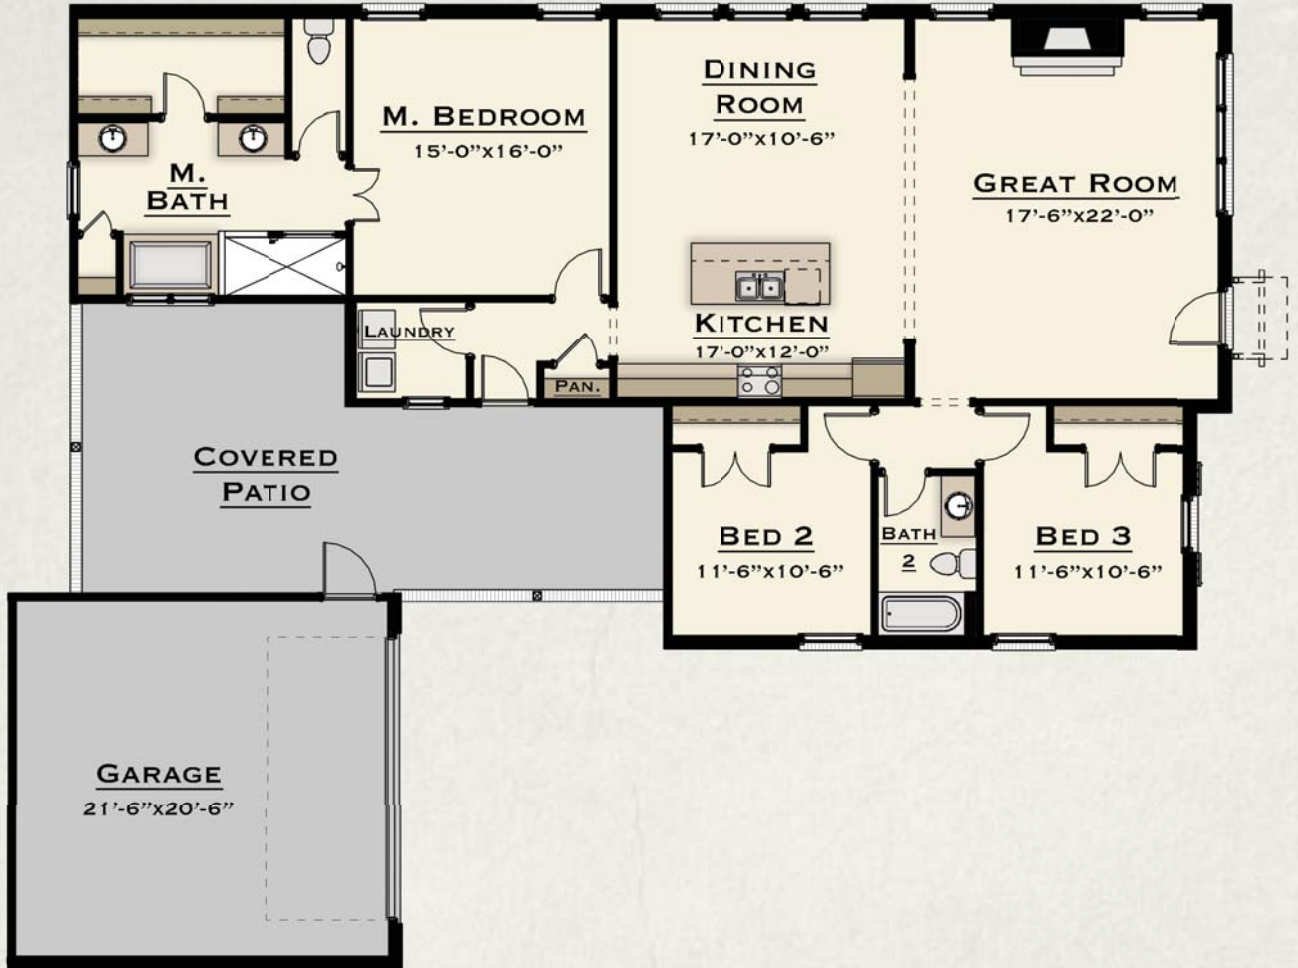 DINING
ROOM
17'-0"x10'-6"
M. BEDROOM
15'-0"x16'-0"
M.
BATH
GREAT ROOM
17'-6"x22'-0"
LAUNDRY
KITCHEN
17'-0"x12'-0"
PAN.
COVERED
PATIO
BED 2
11'-6"x10'-6"
BATH
2
BED 3
11'-6"x10'-6"
GARAGE
21'-6"x20'-6"